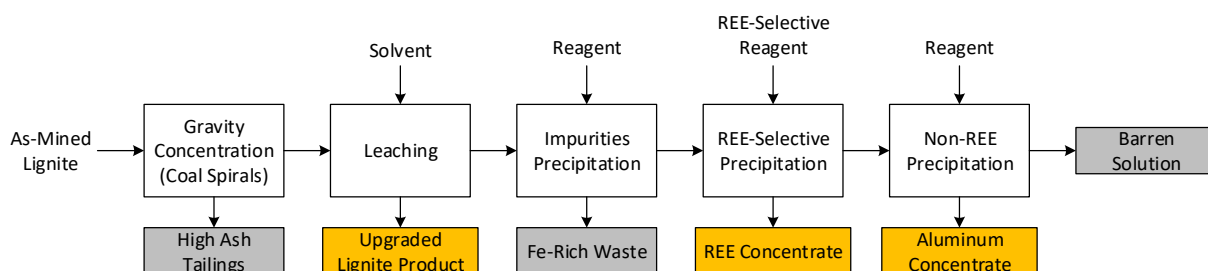 Solvent
Reagent
REE-Selective
Reagent
Reagent
As-Mined
Lignite
Gravity
Concentration
(Coal Spirals)
Leaching
Impurities
Precipitation
REE-Selective
Precipitation
Non-REE
Precipitation
Barren
Solution
High Ash
Tailings
Upgraded
Lignite Product
Fe-Rich Waste
REE Concentrate
Aluminum
Concentrate